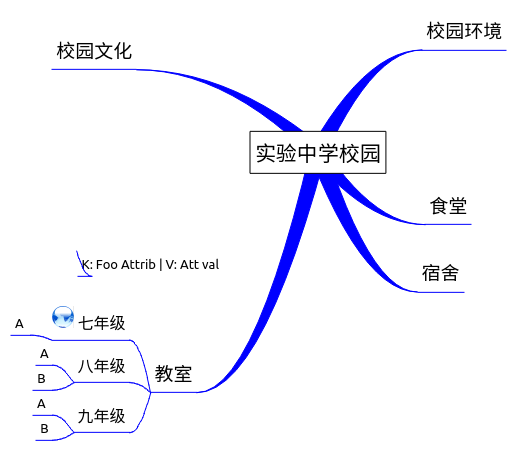 校园文化
校园环境
实验中学校园
食堂
宿舍
K: Foo Attrib | V: Att val
教室
七年级
A
八年级
A
B
九年级
A
B